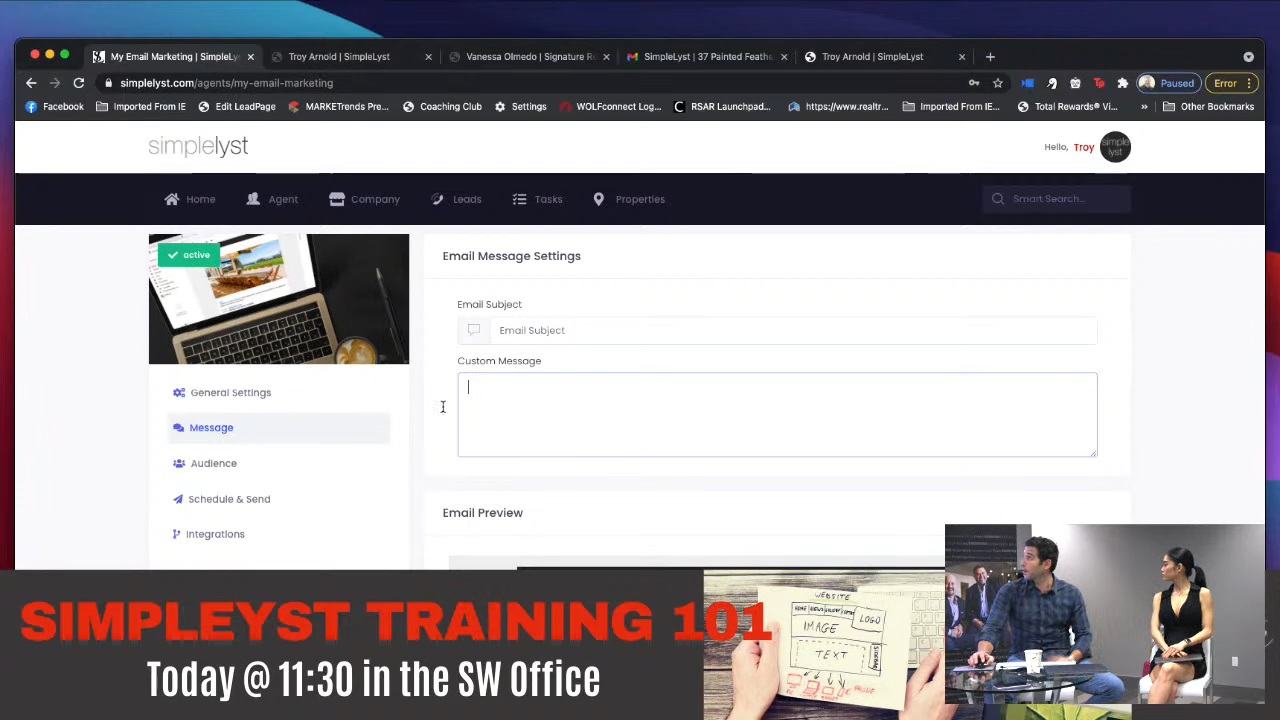 My Email Marketing | SimpleLys
Troy Arnold | SimpleLyst
Vanessa Olmedo | Signature R
SimpleLyst | 37 Painted Feathe
Troy Arnold | SimpleLyst
simplelyst.com/agents/my-email-marketing
Paused
Error
Facebook
Imported From IE
Edit LeadPage
MARKETrends Pre...
Coaching Club
Settings
WOLFconnect Log...
RSAR Launchpad...
https://www.realtr...
Imported From IE...
Total Rewards® Vi...
Other Bookmarks
simplelyst
Hello, Troy
simple
lyst
Home
Agent
Company
Leads
Tasks
Properties
Smart Search...
active
Email Message Settings
Email Subject
Email Subject
Custom Message
General Settings
Message
Audience
Schedule & Send
Integrations
Email Preview
SIMPLEYST TRAINING 101
Today @ 11:30 in the SW Office
WEBSITE
LOGO
IMAGE
TEXT